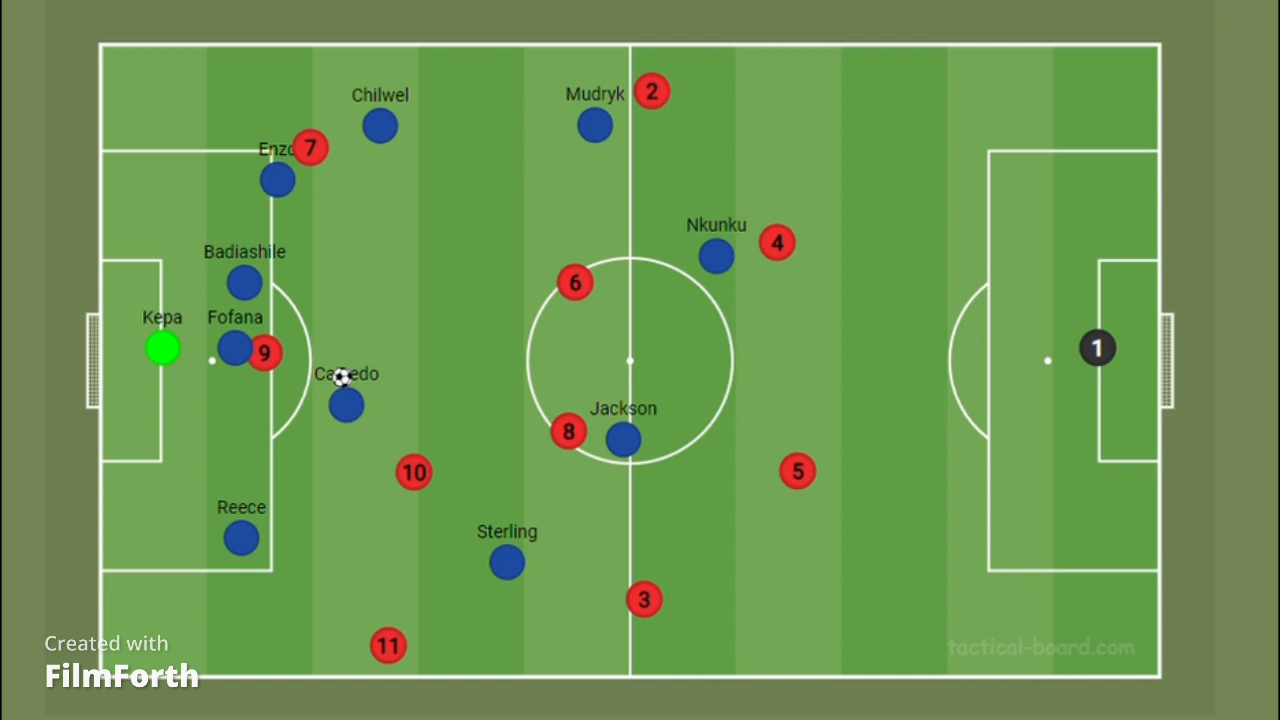 Chilwel
Mudryk
2
Enzo
7
Nkunku
4
Badiashile
6
Kepa
Fofana
9
1
Jackson
8
10
5
Reece
Sterling
3
11
Created with
FilmForth
tactical-board.com